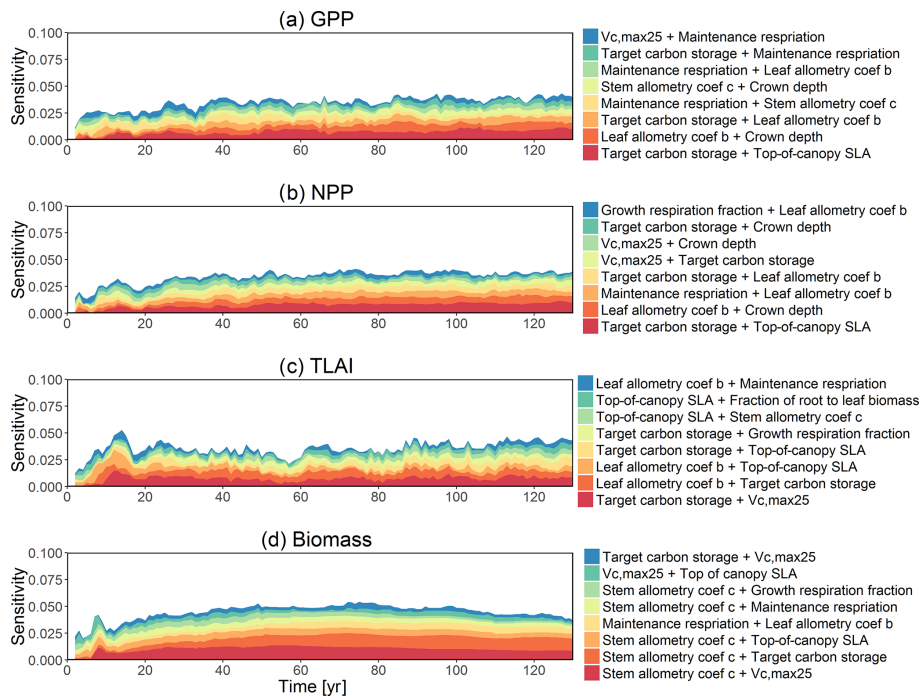 (a) GPP
Sensitivity
0.100
0.075
0.050
0.025
0.000
0 20 40 60 80 100 120
Vc,max25 + Maintenance respriation
Target carbon storage + Maintenance respriation
Maintenance respriation + Leaf allometry coef b
Stem allometry coef c + Crown depth
Maintenance respriation + Stem allometry coef c
Target carbon storage + Leaf allometry coef b
Leaf allometry coef b + Crown depth
Target carbon storage + Top-of-canopy SLA
(b) NPP
Sensitivity
0.100
0.075
0.050
0.025
0.000
0 20 40 60 80 100 120
Growth respiration fraction + Leaf allometry coef b
Target carbon storage + Crown depth
Vc,max25 + Crown depth
Vc,max25 + Target carbon storage
Target carbon storage + Leaf allometry coef b
Maintenance respriation + Leaf allometry coef b
Leaf allometry coef b + Crown depth
Target carbon storage + Top-of-canopy SLA
(c) TLAI
Sensitivity
0.100
0.075
0.050
0.025
0.000
0 20 40 60 80 100 120
Leaf allometry coef b + Maintenance respriation
Top-of-canopy SLA + Fraction of root to leaf biomass
Top-of-canopy SLA + Stem allometry coef c
Target carbon storage + Growth respiration fraction
Target carbon storage + Top-of-canopy SLA
Leaf allometry coef b + Top-of-canopy SLA
Leaf allometry coef b + Target carbon storage
Target carbon storage + Vc,max25
(d) Biomass
Sensitivity
0.100
0.075
0.050
0.025
0.000
0 20 40 60 80 100 120
Time [yr]
Target carbon storage + Vc,max25
Vc,max25 + Top of canopy SLA
Stem allometry coef c + Growth respiration fraction
Stem allometry coef c + Maintenance respriation
Maintenance respriation + Leaf allometry coef b
Stem allometry coef c + Top-of-canopy SLA
Stem allometry coef c + Target carbon storage
Stem allometry coef c + Vc,max25